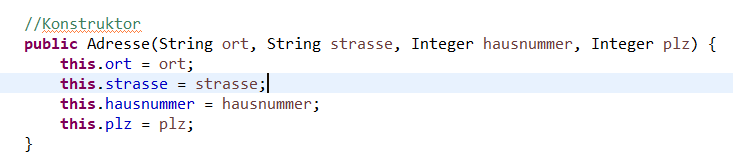 //Konstruktor
public Adresse(String ort, String strasse, Integer hausnummer, Integer plz) {
    this.ort = ort;
    this.strasse = strasse;
    this.hausnummer = hausnummer;
    this.plz = plz;
}